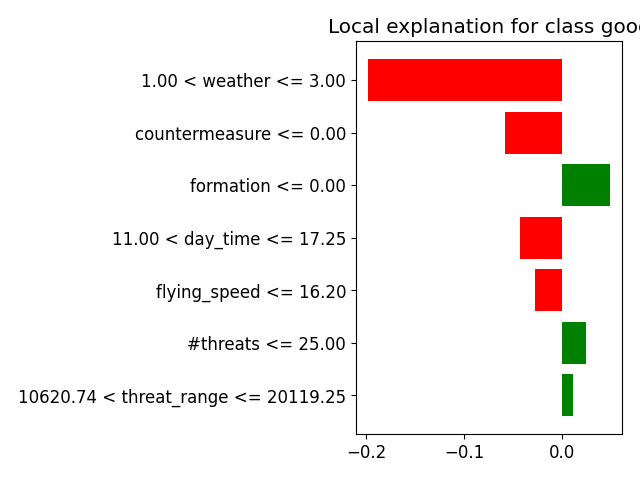 Local explanation for class good
1.00 < weather <= 3.00
countermeasure <= 0.00
formation <= 0.00
11.00 < day_time <= 17.25
flying_speed <= 16.20
#threats <= 25.00
10620.74 < threat_range <= 20119.25
−0.2 −0.1 0.0